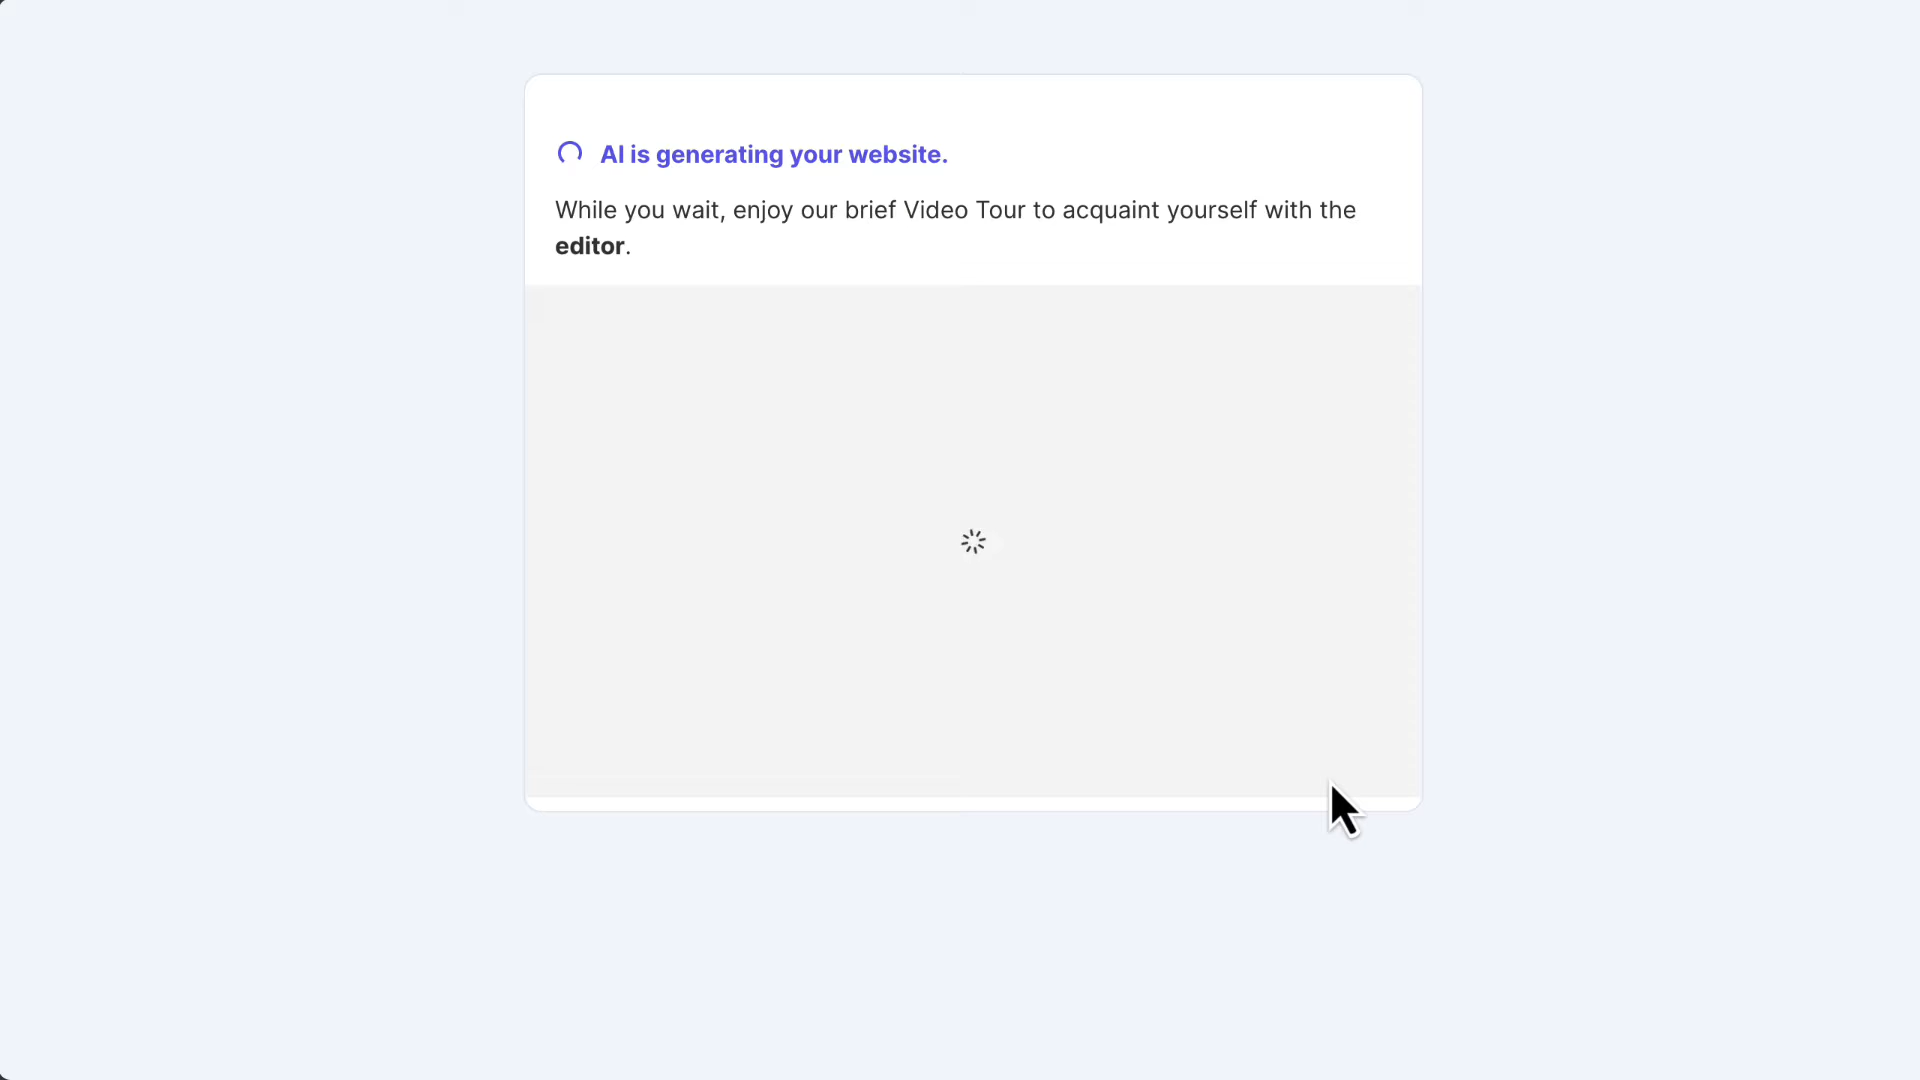 AI is generating your website.
While you wait, enjoy our brief Video Tour to acquaint yourself with the
editor.